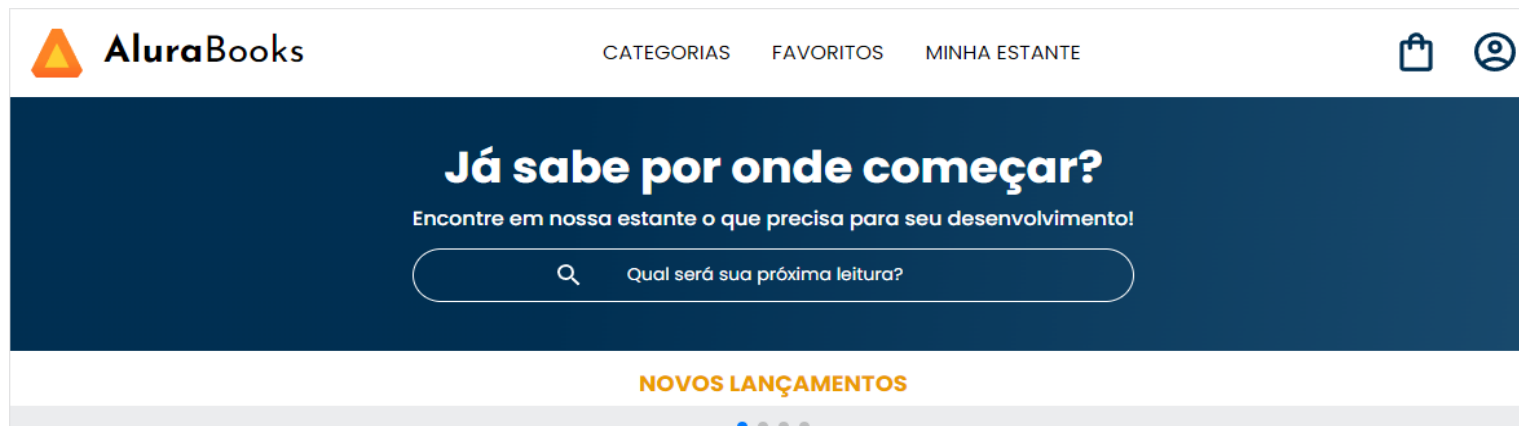 AluraBooks
CATEGORIAS FAVORITOS MINHA ESTANTE
Já sabe por onde começar?
Encontre em nossa estante o que precisa para seu desenvolvimento!
Qual será sua próxima leitura?
NOVOS LANÇAMENTOS